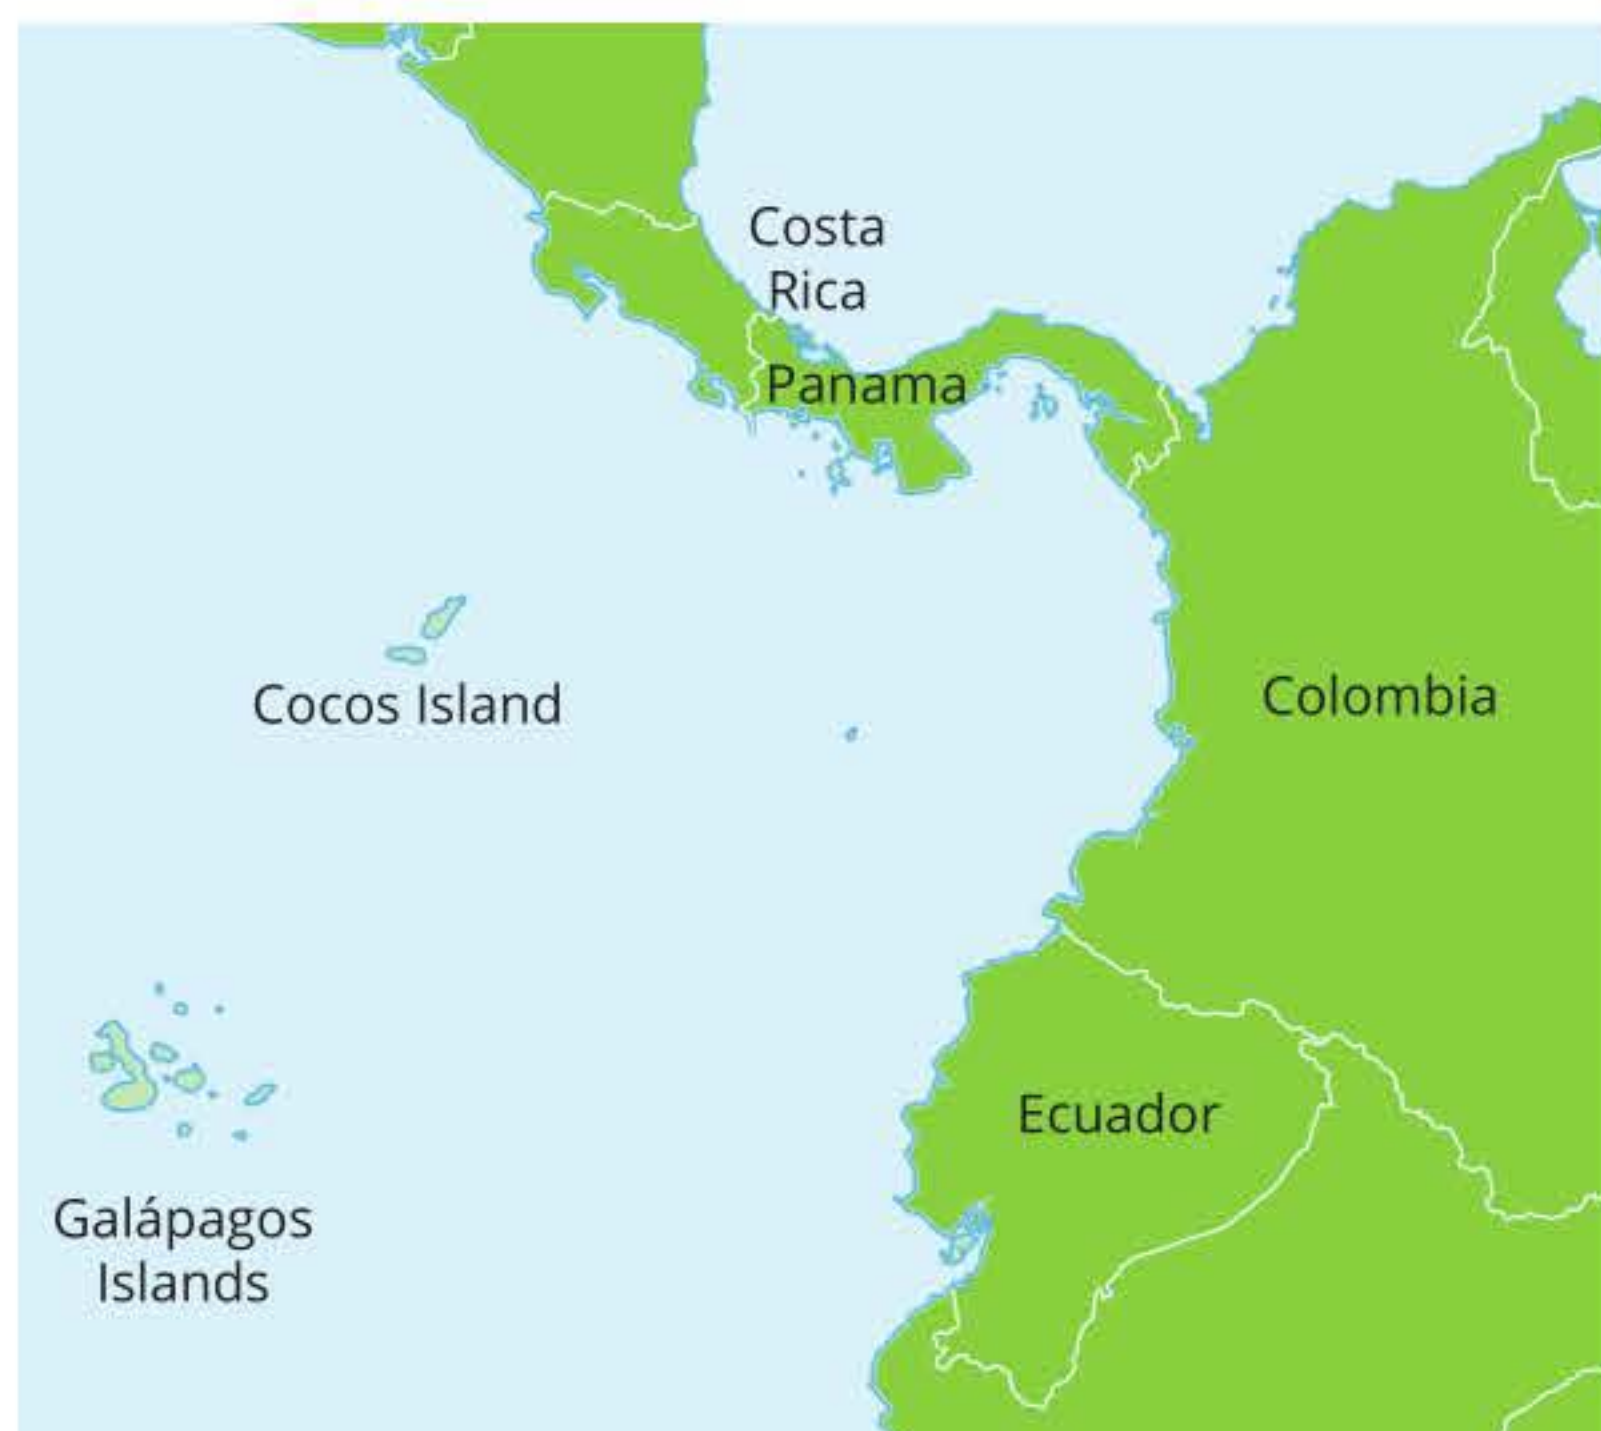 Costa
Rica
Panama
Cocos Island
Colombia
Ecuador
Galápagos
Islands